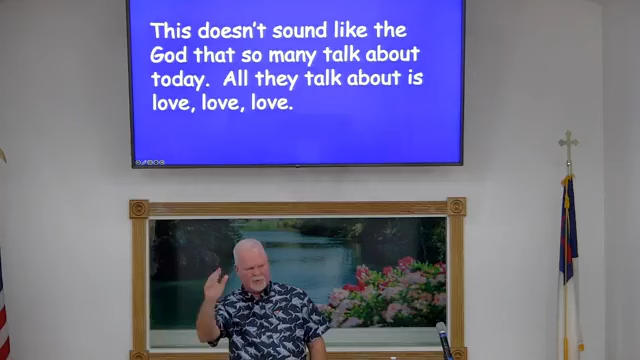 This doesn't sound like the
God that so many talk about
today.  All they talk about is
love, love, love.